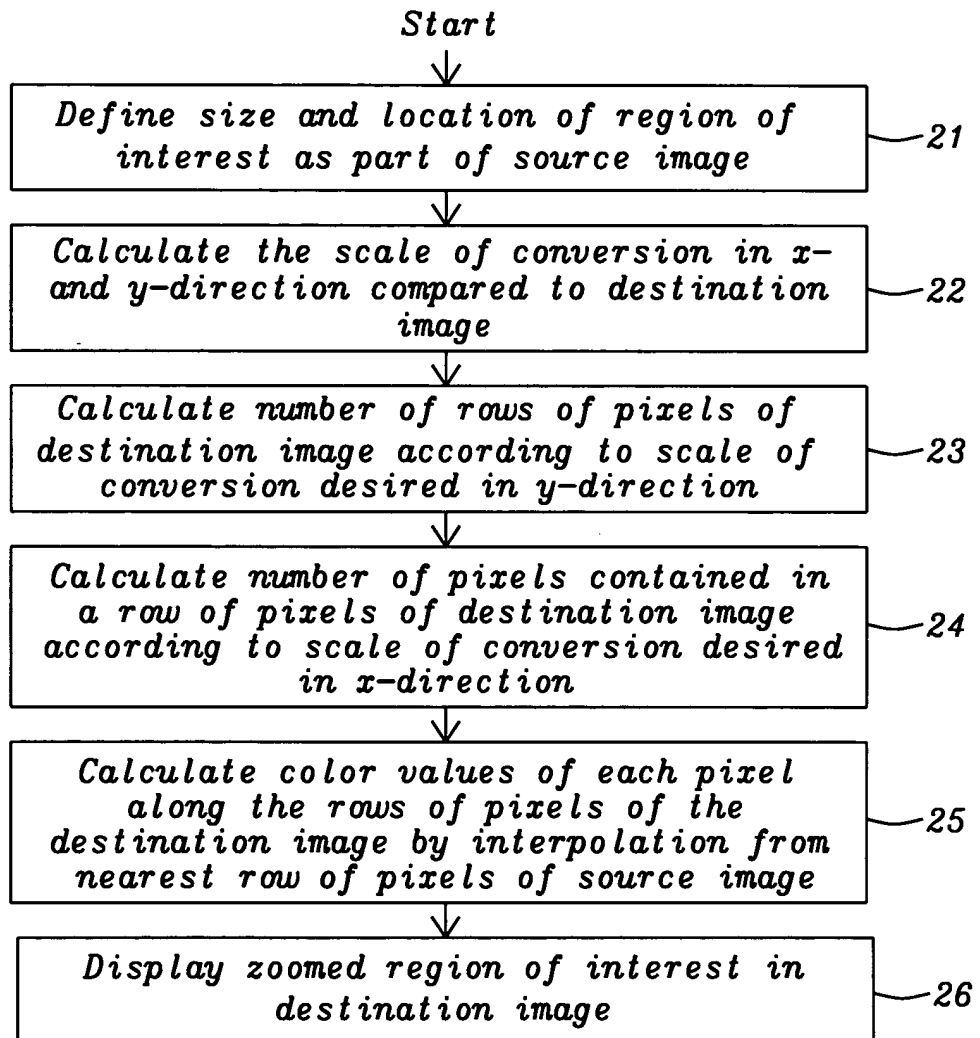 Start
Define size and location of region of
interest as part of source image
21
Calculate the scale of conversion in x-
and y-direction compared to destination
image
22
Calculate number of rows of pixels of
destination image according to scale of
conversion desired in y-direction
23
Calculate number of pixels contained in
a row of pixels of destination image
according to scale of conversion desired
in x-direction
24
Calculate color values of each pixel
along the rows of pixels of the
destination image by interpolation from
nearest row of pixels of source image
25
Display zoomed region of interest in
destination image
26